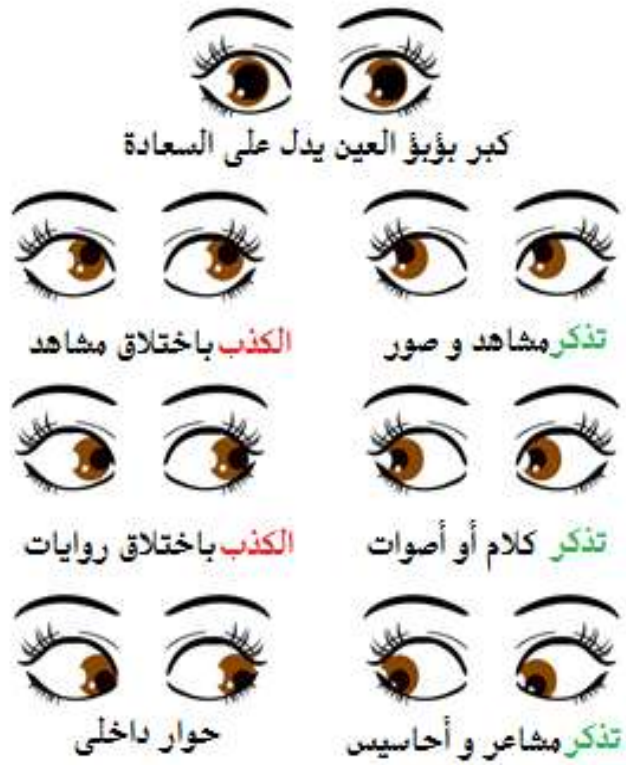 كبر بؤبؤ العين يدل على السعادة
تذكر مشاهد و صور
الكذب باختلاق مشاهد
تذكر كلام أو أصوات
الكذب باختلاق روايات
تذكر مشاعر و أحاسيس
حوار داخلى